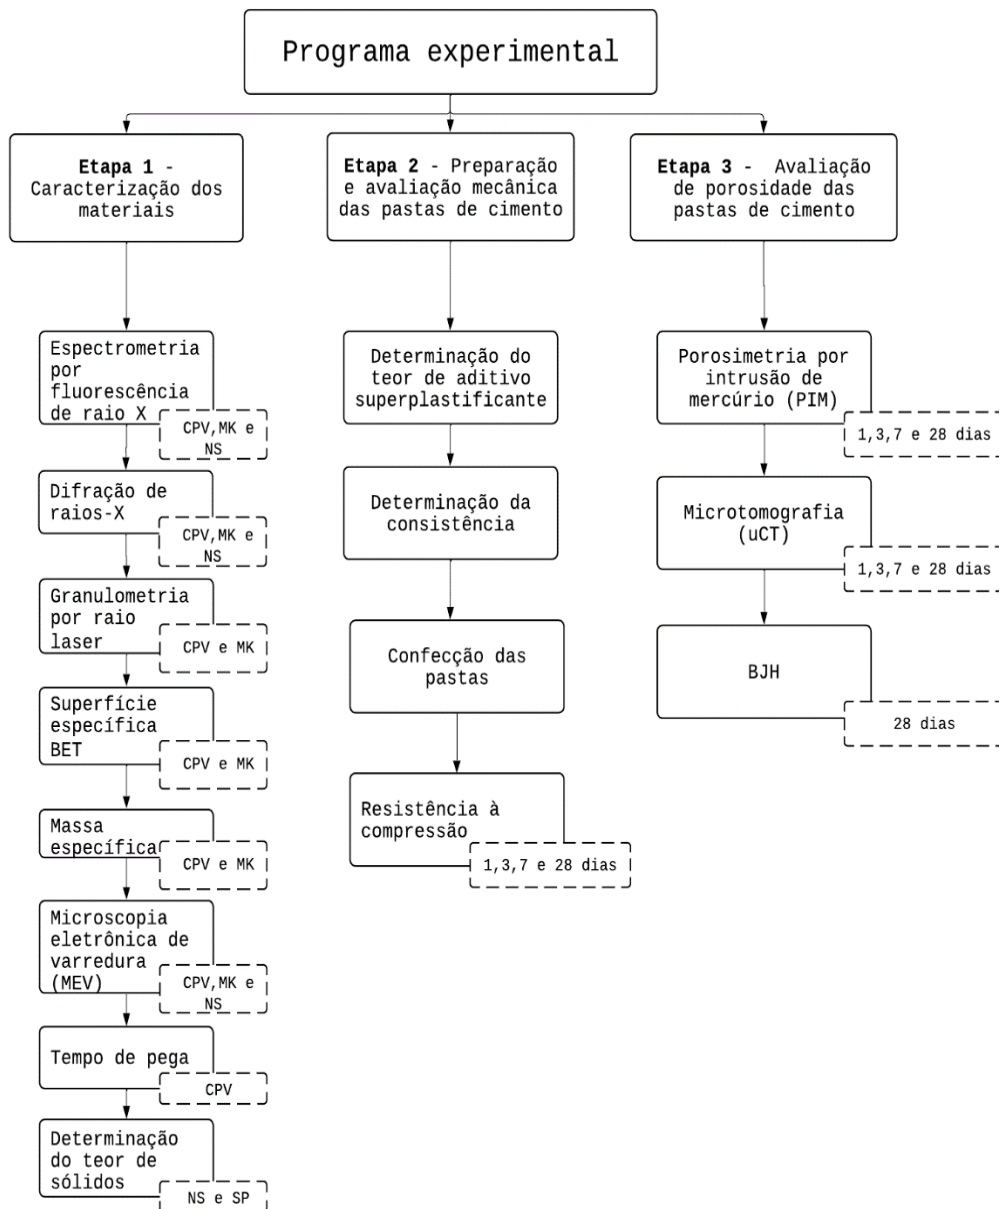 Programa experimental
Etapa 1 -
Caracterização dos
materiais
Espectrometria
por
fluorescência
de raio X
CPV,MK e
NS
Difração de
raios-X
CPV,MK e
NS
Granulometria
por raio
laser
CPV e MK
Superfície
específica
BET
CPV e MK
Massa
específica
CPV e MK
Microscopia
eletrônica de
varredura
(MEV)
CPV,MK e
NS
Tempo de pega
CPV
Determinação
do teor de
sólidos
NS e SP
Etapa 2 - Preparação
e avaliação mecânica
das pastas de cimento
Determinação do
teor de aditivo
superplastificante
Determinação da
consistência
Confecção das
pastas
Resistência à
compressão
1,3,7 e 28 dias
Etapa 3 - Avaliação
de porosidade das
pastas de cimento
Porosimetria por
intrusão de
mercúrio (PIM)
1,3,7 e 28 dias
Microtomografia
(uCT)
1,3,7 e 28 dias
BJH
28 dias